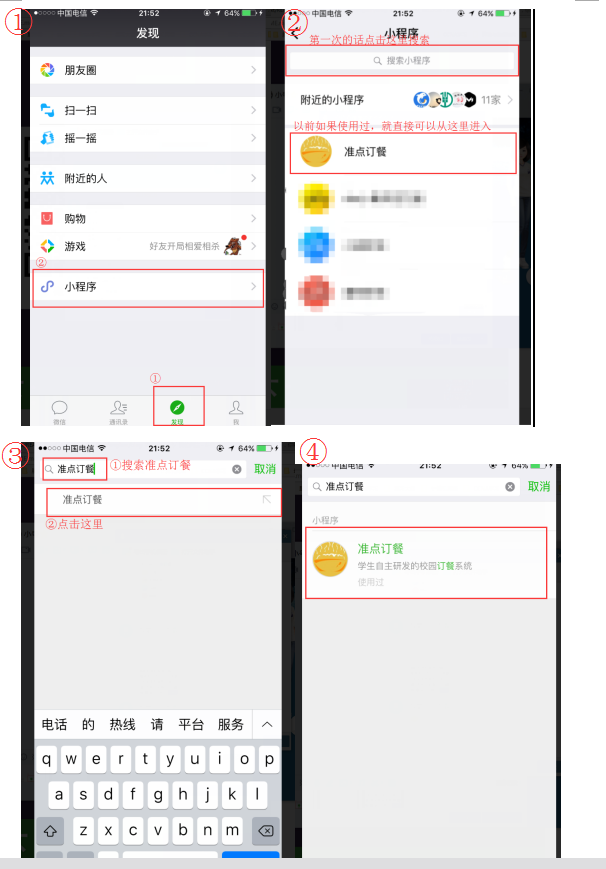 ①
中国电信
21:52
64%
发现
朋友圈
扫一扫
摇一摇
附近的人
购物
游戏
好友开局相爱相杀
②
小程序
①
微信
通讯录
发现
我
②
中国电信
21:52
64%
小程序
第一次的话点击这里搜索
搜索小程序
附近的小程序
11家
以前如果使用过，就直接可以从这里进入
准点订餐
③
中国电信
21:52
64%
准点订餐
取消
①搜索准点订餐
准点订餐
②点击这里
电话 的 热线 请 平台 服务
q w e r t y u i o p
a s d f g h j k l
z x c v b n m
④
中国电信
21:52
64%
准点订餐
取消
小程序
准点订餐
学生自主研发的校园订餐系统
使用过